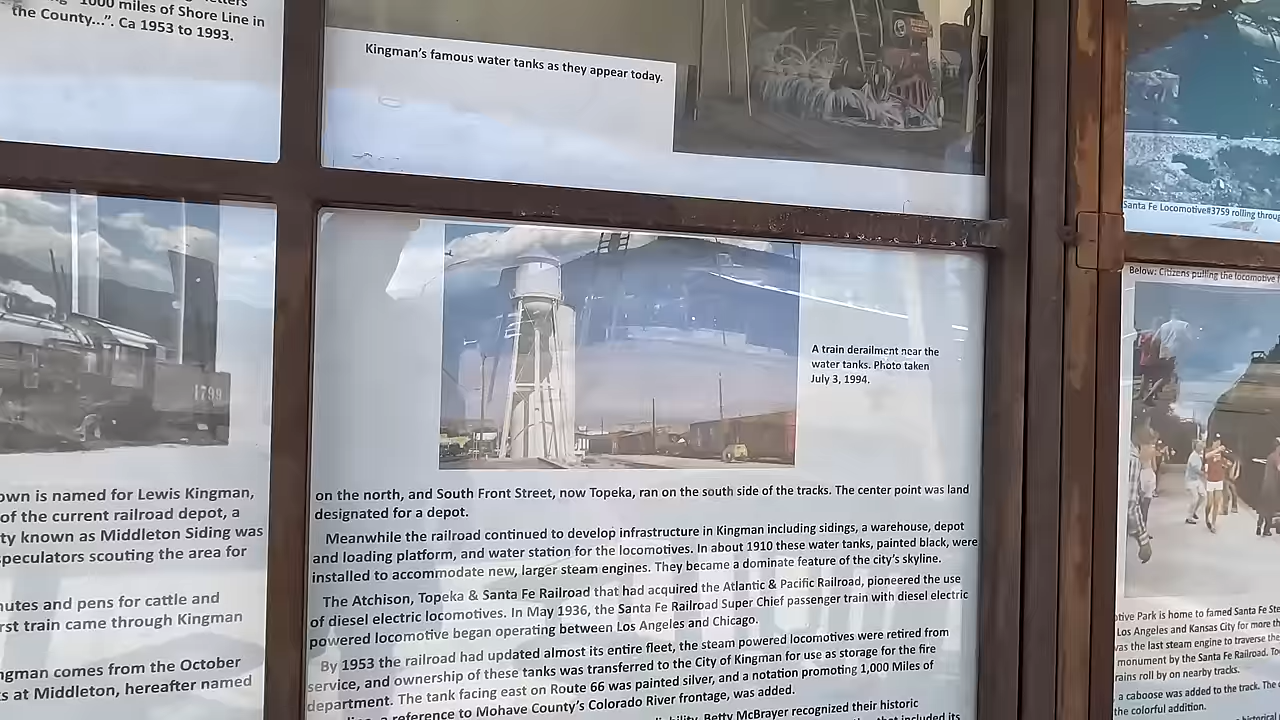 1000 miles of Shore Line in
the County...”. Ca 1953 to 1993.
Kingman’s famous water tanks as they appear today.
1799
own is named for Lewis Kingman,
of the current railroad depot, a
ty known as Middleton Siding was
speculators scouting the area for
utes and pens for cattle and
rst train came through Kingman
ngman comes from the October
s at Middleton, hereafter named
A train derailment near the
water tanks. Photo taken
July 3, 1994.
on the north, and South Front Street, now Topeka, ran on the south side of the tracks. The center point was land
designated for a depot.
Meanwhile the railroad continued to develop infrastructure in Kingman including sidings, a warehouse, depot
and loading platform, and water station for the locomotives. In about 1910 these water tanks, painted black, were
installed to accommodate new, larger steam engines. They became a dominate feature of the city’s skyline.
The Atchison, Topeka & Santa Fe Railroad that had acquired the Atlantic & Pacific Railroad, pioneered the use
of diesel electric locomotives. In May 1936, the Santa Fe Railroad Super Chief passenger train with diesel electric
powered locomotive began operating between Los Angeles and Chicago.
By 1953 the railroad had updated almost its entire fleet, the steam powered locomotives were retired from
service, and ownership of these tanks was transferred to the City of Kingman for use as storage for the fire
department. The tank facing east on Route 66 was painted silver, and a notation promoting 1,000 Miles of
a reference to Mohave County’s Colorado River frontage, was added.
Betty McBrayer recognized their historic
that included its
Santa Fe Locomotive#3759 rolling throug
Below: Citizens pulling the locomotive
otive Park is home to famed Santa Fe Ste
Los Angeles and Kansas City for more th
was the last steam engine to traverse the
monument by the Santa Fe Railroad. To
rains roll by on nearby tracks.
a caboose was added to the track. The
the colorful addition.